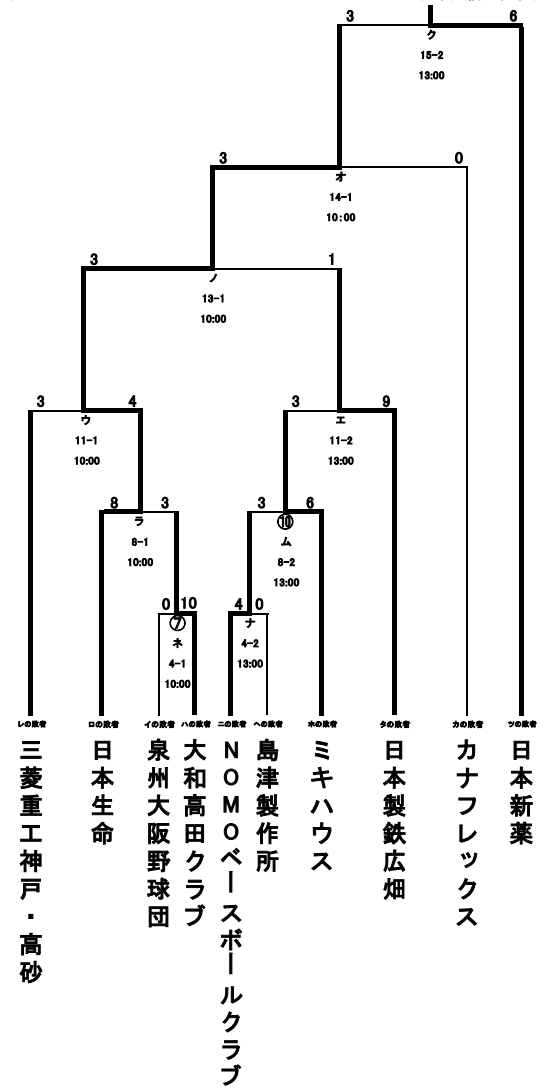 3
6
ク
15-2
13:00
3
0
オ
14-1
10:00
3
1
ノ
13-1
10:00
3
4
3
9
ウ
エ
11-1
11-2
10:00
13:00
8
3
3
6
ラ
⑩
8-1
ム
10:00
8-2
13:00
0
10
4
0
⑦
ナ
ネ
4-2
4-1
13:00
10:00
レの敗者
ロの敗者
イの敗者
ハの敗者
ニの敗者
ヘの敗者
ホの敗者
タの敗者
カの敗者
ツの敗者
三菱重工神戸・高砂
日本生命
泉州大阪野球団
大和高田クラブ
NOMOベースボールクラブ
島津製作所
ミキハウス
日本製鉄広畑
カナフレックス
日本新薬